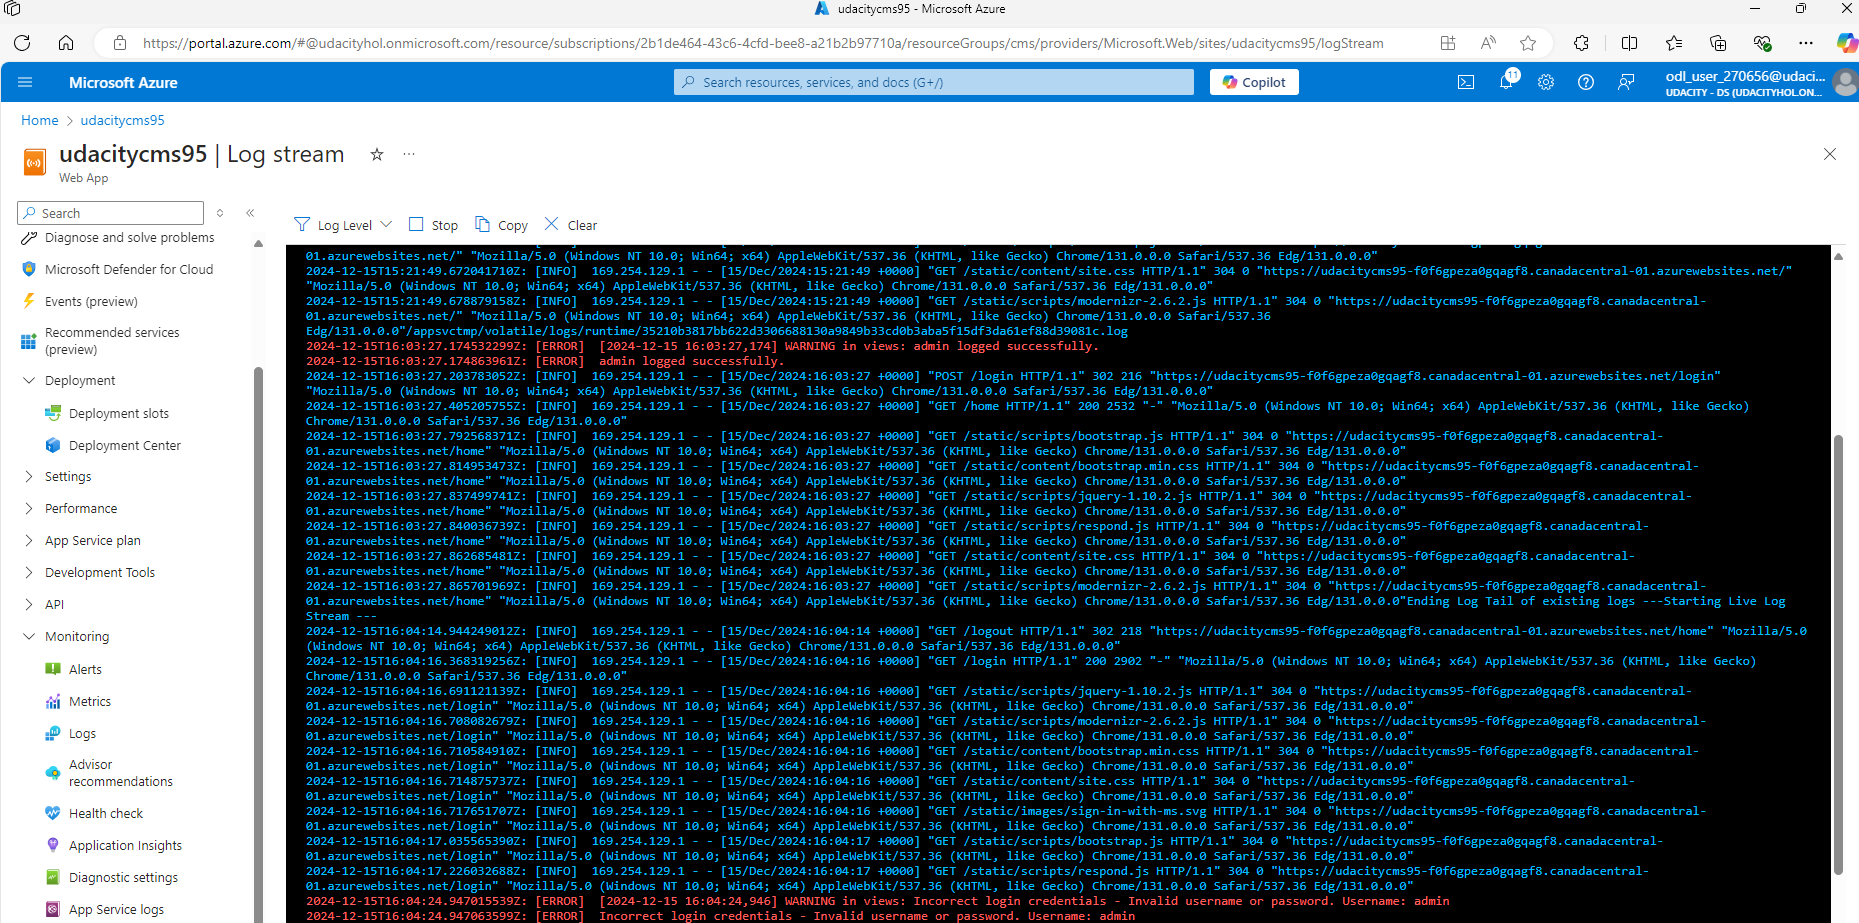 udacitycms95 - Microsoft Azure
https://portal.azure.com/#@udacityhol.onmicrosoft.com/resource/subscriptions/2b1de464-43c6-4cfd-bee8-a21b2b97710a/resourceGroups/cms/providers/Microsoft.Web/sites/udacitycms95/logStream
Microsoft Azure
Search resources, services, and docs (G+/)
Copilot
11
odl_user_270656@udaci...
UDACITY - DS (UDACITYHOL.ON...
Home > udacitycms95
udacitycms95 | Log stream
Web App
Search
Diagnose and solve problems
Microsoft Defender for Cloud
Events (preview)
Recommended services
(preview)
Deployment
Deployment slots
Deployment Center
Settings
Performance
App Service plan
Development Tools
API
Monitoring
Alerts
Metrics
Logs
Advisor
recommendations
Health check
Application Insights
Diagnostic settings
App Service logs
Log Level
Stop
Copy
Clear
01.azurewebsites.net/" "Mozilla/5.0 (Windows NT 10.0; Win64; x64) AppleWebKit/537.36 (KHTML, like Gecko) Chrome/131.0.0.0 Safari/537.36 Edg/131.0.0.0"
2024-12-15T15:21:49.672041710Z: [INFO]  169.254.129.1 - - [15/Dec/2024:15:21:49 +0000] "GET /static/content/site.css HTTP/1.1" 304 0 "https://udacitycms95-f0f6gpeza0gqagf8.canadacentral-01.azurewebsites.net/"
"Mozilla/5.0 (Windows NT 10.0; Win64; x64) AppleWebKit/537.36 (KHTML, like Gecko) Chrome/131.0.0.0 Safari/537.36 Edg/131.0.0.0"
2024-12-15T15:21:49.678879158Z: [INFO]  169.254.129.1 - - [15/Dec/2024:15:21:49 +0000] "GET /static/scripts/modernizr-2.6.2.js HTTP/1.1" 304 0 "https://udacitycms95-f0f6gpeza0gqagf8.canadacentral-
01.azurewebsites.net/" "Mozilla/5.0 (Windows NT 10.0; Win64; x64) AppleWebKit/537.36 (KHTML, like Gecko) Chrome/131.0.0.0 Safari/537.36
Edg/131.0.0.0"/appsvctmp/volatile/logs/runtime/35210b3817bb622d3306688130a9849b33cd0b3aba5f15df3da61ef88d39081c.log
2024-12-15T16:03:27.174532299Z: [ERROR]  [2024-12-15 16:03:27,174] WARNING in views: admin logged successfully.
2024-12-15T16:03:27.174863961Z: [ERROR]  admin logged successfully.
2024-12-15T16:03:27.203783052Z: [INFO]  169.254.129.1 - - [15/Dec/2024:16:03:27 +0000] "POST /login HTTP/1.1" 302 216 "https://udacitycms95-f0f6gpeza0gqagf8.canadacentral-01.azurewebsites.net/login"
"Mozilla/5.0 (Windows NT 10.0; Win64; x64) AppleWebKit/537.36 (KHTML, like Gecko) Chrome/131.0.0.0 Safari/537.36 Edg/131.0.0.0"
2024-12-15T16:03:27.405205755Z: [INFO]  169.254.129.1 - - [15/Dec/2024:16:03:27 +0000] "GET /home HTTP/1.1" 200 2532 "-" "Mozilla/5.0 (Windows NT 10.0; Win64; x64) AppleWebKit/537.36 (KHTML, like Gecko)
Chrome/131.0.0.0 Safari/537.36 Edg/131.0.0.0"
2024-12-15T16:03:27.792568371Z: [INFO]  169.254.129.1 - - [15/Dec/2024:16:03:27 +0000] "GET /static/scripts/bootstrap.js HTTP/1.1" 304 0 "https://udacitycms95-f0f6gpeza0gqagf8.canadacentral-
01.azurewebsites.net/home" "Mozilla/5.0 (Windows NT 10.0; Win64; x64) AppleWebKit/537.36 (KHTML, like Gecko) Chrome/131.0.0.0 Safari/537.36 Edg/131.0.0.0"
2024-12-15T16:03:27.814953473Z: [INFO]  169.254.129.1 - - [15/Dec/2024:16:03:27 +0000] "GET /static/content/bootstrap.min.css HTTP/1.1" 304 0 "https://udacitycms95-f0f6gpeza0gqagf8.canadacentral-
01.azurewebsites.net/home" "Mozilla/5.0 (Windows NT 10.0; Win64; x64) AppleWebKit/537.36 (KHTML, like Gecko) Chrome/131.0.0.0 Safari/537.36 Edg/131.0.0.0"
2024-12-15T16:03:27.837499741Z: [INFO]  169.254.129.1 - - [15/Dec/2024:16:03:27 +0000] "GET /static/scripts/jquery-1.10.2.js HTTP/1.1" 304 0 "https://udacitycms95-f0f6gpeza0gqagf8.canadacentral-
01.azurewebsites.net/home" "Mozilla/5.0 (Windows NT 10.0; Win64; x64) AppleWebKit/537.36 (KHTML, like Gecko) Chrome/131.0.0.0 Safari/537.36 Edg/131.0.0.0"
2024-12-15T16:03:27.840036739Z: [INFO]  169.254.129.1 - - [15/Dec/2024:16:03:27 +0000] "GET /static/scripts/respond.js HTTP/1.1" 304 0 "https://udacitycms95-f0f6gpeza0gqagf8.canadacentral-
01.azurewebsites.net/home" "Mozilla/5.0 (Windows NT 10.0; Win64; x64) AppleWebKit/537.36 (KHTML, like Gecko) Chrome/131.0.0.0 Safari/537.36 Edg/131.0.0.0"
2024-12-15T16:03:27.862685481Z: [INFO]  169.254.129.1 - - [15/Dec/2024:16:03:27 +0000] "GET /static/content/site.css HTTP/1.1" 304 0 "https://udacitycms95-f0f6gpeza0gqagf8.canadacentral-
01.azurewebsites.net/home" "Mozilla/5.0 (Windows NT 10.0; Win64; x64) AppleWebKit/537.36 (KHTML, like Gecko) Chrome/131.0.0.0 Safari/537.36 Edg/131.0.0.0"
2024-12-15T16:03:27.865701969Z: [INFO]  169.254.129.1 - - [15/Dec/2024:16:03:27 +0000] "GET /static/scripts/modernizr-2.6.2.js HTTP/1.1" 304 0 "https://udacitycms95-f0f6gpeza0gqagf8.canadacentral-
01.azurewebsites.net/home" "Mozilla/5.0 (Windows NT 10.0; Win64; x64) AppleWebKit/537.36 (KHTML, like Gecko) Chrome/131.0.0.0 Safari/537.36 Edg/131.0.0.0"Ending Log Tail of existing logs ---Starting Live Log
Stream ---
2024-12-15T16:04:14.944249012Z: [INFO]  169.254.129.1 - - [15/Dec/2024:16:04:14 +0000] "GET /logout HTTP/1.1" 302 218 "https://udacitycms95-f0f6gpeza0gqagf8.canadacentral-01.azurewebsites.net/home" "Mozilla/5.0
(Windows NT 10.0; Win64; x64) AppleWebKit/537.36 (KHTML, like Gecko) Chrome/131.0.0.0 Safari/537.36 Edg/131.0.0.0"
2024-12-15T16:04:16.368319256Z: [INFO]  169.254.129.1 - - [15/Dec/2024:16:04:16 +0000] "GET /login HTTP/1.1" 200 2902 "-" "Mozilla/5.0 (Windows NT 10.0; Win64; x64) AppleWebKit/537.36 (KHTML, like Gecko)
Chrome/131.0.0.0 Safari/537.36 Edg/131.0.0.0"
2024-12-15T16:04:16.691121139Z: [INFO]  169.254.129.1 - - [15/Dec/2024:16:04:16 +0000] "GET /static/scripts/jquery-1.10.2.js HTTP/1.1" 304 0 "https://udacitycms95-f0f6gpeza0gqagf8.canadacentral-
01.azurewebsites.net/login" "Mozilla/5.0 (Windows NT 10.0; Win64; x64) AppleWebKit/537.36 (KHTML, like Gecko) Chrome/131.0.0.0 Safari/537.36 Edg/131.0.0.0"
2024-12-15T16:04:16.708082679Z: [INFO]  169.254.129.1 - - [15/Dec/2024:16:04:16 +0000] "GET /static/scripts/modernizr-2.6.2.js HTTP/1.1" 304 0 "https://udacitycms95-f0f6gpeza0gqagf8.canadacentral-
01.azurewebsites.net/login" "Mozilla/5.0 (Windows NT 10.0; Win64; x64) AppleWebKit/537.36 (KHTML, like Gecko) Chrome/131.0.0.0 Safari/537.36 Edg/131.0.0.0"
2024-12-15T16:04:16.710584910Z: [INFO]  169.254.129.1 - - [15/Dec/2024:16:04:16 +0000] "GET /static/content/bootstrap.min.css HTTP/1.1" 304 0 "https://udacitycms95-f0f6gpeza0gqagf8.canadacentral-
01.azurewebsites.net/login" "Mozilla/5.0 (Windows NT 10.0; Win64; x64) AppleWebKit/537.36 (KHTML, like Gecko) Chrome/131.0.0.0 Safari/537.36 Edg/131.0.0.0"
2024-12-15T16:04:16.714875737Z: [INFO]  169.254.129.1 - - [15/Dec/2024:16:04:16 +0000] "GET /static/content/site.css HTTP/1.1" 304 0 "https://udacitycms95-f0f6gpeza0gqagf8.canadacentral-
01.azurewebsites.net/login" "Mozilla/5.0 (Windows NT 10.0; Win64; x64) AppleWebKit/537.36 (KHTML, like Gecko) Chrome/131.0.0.0 Safari/537.36 Edg/131.0.0.0"
2024-12-15T16:04:16.717651707Z: [INFO]  169.254.129.1 - - [15/Dec/2024:16:04:16 +0000] "GET /static/images/sign-in-with-ms.svg HTTP/1.1" 304 0 "https://udacitycms95-f0f6gpeza0gqagf8.canadacentral-
01.azurewebsites.net/login" "Mozilla/5.0 (Windows NT 10.0; Win64; x64) AppleWebKit/537.36 (KHTML, like Gecko) Chrome/131.0.0.0 Safari/537.36 Edg/131.0.0.0"
2024-12-15T16:04:17.035565390Z: [INFO]  169.254.129.1 - - [15/Dec/2024:16:04:17 +0000] "GET /static/scripts/bootstrap.js HTTP/1.1" 304 0 "https://udacitycms95-f0f6gpeza0gqagf8.canadacentral-
01.azurewebsites.net/login" "Mozilla/5.0 (Windows NT 10.0; Win64; x64) AppleWebKit/537.36 (KHTML, like Gecko) Chrome/131.0.0.0 Safari/537.36 Edg/131.0.0.0"
2024-12-15T16:04:17.226032688Z: [INFO]  169.254.129.1 - - [15/Dec/2024:16:04:17 +0000] "GET /static/scripts/respond.js HTTP/1.1" 304 0 "https://udacitycms95-f0f6gpeza0gqagf8.canadacentral-
01.azurewebsites.net/login" "Mozilla/5.0 (Windows NT 10.0; Win64; x64) AppleWebKit/537.36 (KHTML, like Gecko) Chrome/131.0.0.0 Safari/537.36 Edg/131.0.0.0"
2024-12-15T16:04:24.947015539Z: [ERROR]  [2024-12-15 16:04:24,946] WARNING in views: Incorrect login credentials - Invalid username or password. Username: admin
2024-12-15T16:04:24.947063599Z: [ERROR]  Incorrect login credentials - Invalid username or password. Username: admin